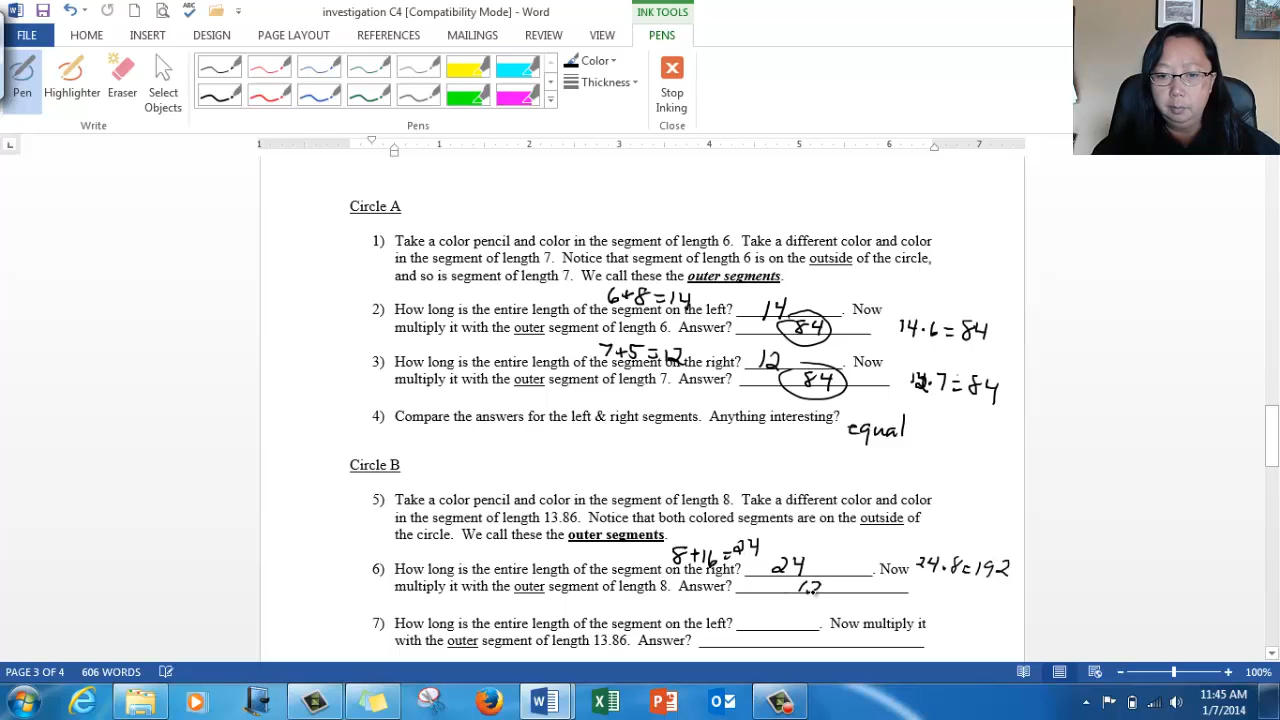 investigation C4 [Compatibility Mode] - Word
INK TOOLS
FILE HOME INSERT DESIGN PAGE LAYOUT REFERENCES MAILINGS REVIEW VIEW PENS
Pen Highlighter Eraser Select Objects
Color
Thickness
Stop Inking
Write Pens Close
1 1 2 3 4 5 6 7
Circle A
1) Take a color pencil and color in the segment of length 6. Take a different color and color
in the segment of length 7. Notice that segment of length 6 is on the outside of the circle,
and so is segment of length 7. We call these the outer segments.
6+8=14
2) How long is the entire length of the segment on the left? 14. Now
multiply it with the outer segment of length 6. Answer? 84
14·6=84
7+5=12
3) How long is the entire length of the segment on the right? 12. Now
multiply it with the outer segment of length 7. Answer? 84
12·7=84
4) Compare the answers for the left & right segments. Anything interesting?
equal
Circle B
5) Take a color pencil and color in the segment of length 8. Take a different color and color
in the segment of length 13.86. Notice that both colored segments are on the outside of
the circle. We call these the outer segments.
8+16=24
6) How long is the entire length of the segment on the right? 24. Now 24·8=192
multiply it with the outer segment of length 8. Answer?
7) How long is the entire length of the segment on the left? . Now multiply it
with the outer segment of length 13.86. Answer?
PAGE 3 OF 4 606 WORDS 100%
11:45 AM
1/7/2014